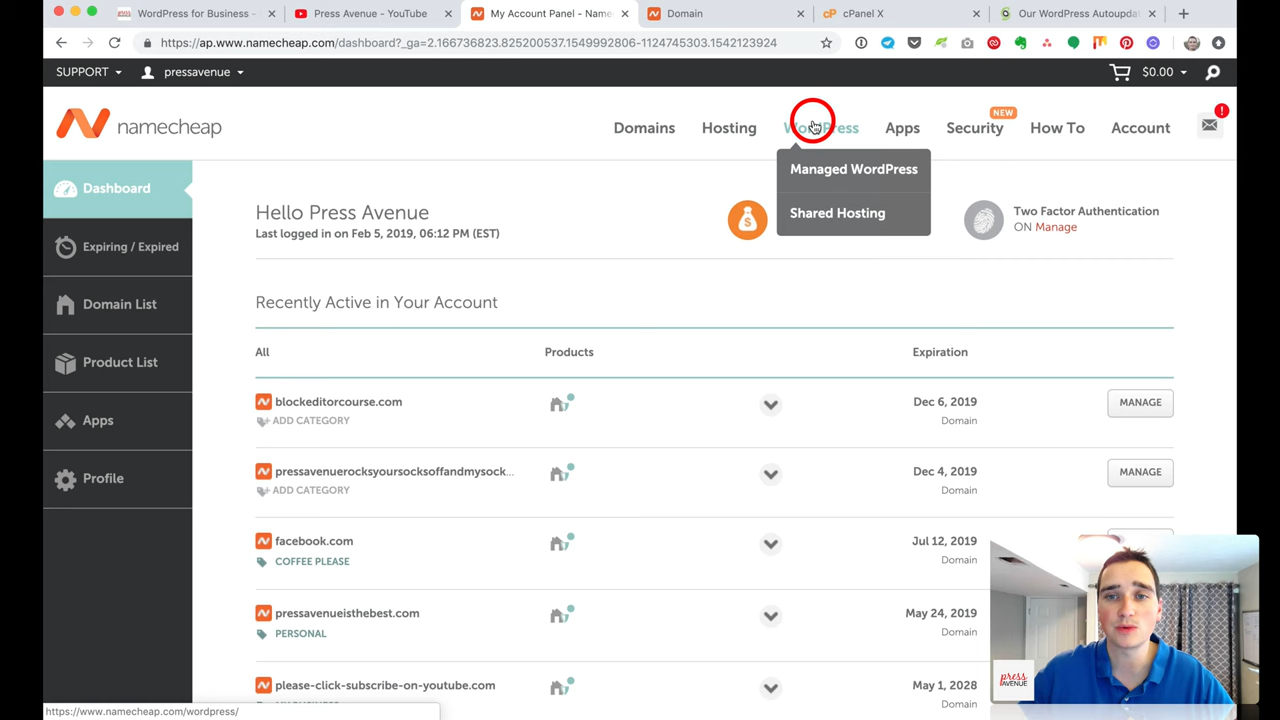 WordPress for Business -
Press Avenue - YouTube
My Account Panel - Name
Domain
cPanel X
Our WordPress Autoupda
https://ap.www.namecheap.com/dashboard?_ga=2.166736823.825200537.1549992806-1124745303.1542123924
SUPPORT
pressavenue
$0.00
namecheap
Domains
Hosting
WordPress
Apps
Security
NEW
How To
Account
Managed WordPress
Shared Hosting
Dashboard
Expiring / Expired
Domain List
Product List
Apps
Profile
Hello Press Avenue
Last logged in on Feb 5, 2019, 06:12 PM (EST)
Two Factor Authentication
ON Manage
Recently Active in Your Account
All Products Expiration
blockeditorcourse.com Dec 6, 2019 MANAGE
ADD CATEGORY Domain
pressavenuerocksyoursocksoffandmysock... Dec 4, 2019 MANAGE
ADD CATEGORY Domain
facebook.com Jul 12, 2019
COFFEE PLEASE Domain
pressavenueisthebest.com May 24, 2019
PERSONAL Domain
please-click-subscribe-on-youtube.com May 1, 2028
Domain
https://www.namecheap.com/wordpress/
press
AVENUE